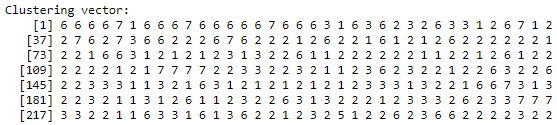 Clustering vector:
[1] 6 6 6 6 6 7 1 6 6 6 7 6 6 6 6 6 7 6 6 6 3 1 6 3 6 2 3 2 6 3 3 1 2 6 7 1 2
[37] 2 7 6 2 7 3 6 6 2 2 2 6 7 6 2 2 2 1 2 6 2 2 1 6 1 2 1 2 6 2 2 2 2 2 2 2
[73] 2 2 1 6 6 3 1 2 1 2 1 2 3 1 3 2 2 6 1 1 2 2 2 2 2 2 2 1 1 2 2 1 2 2 6 1
[109] 2 2 2 2 1 2 1 7 7 7 7 2 2 3 3 2 2 3 2 1 1 2 3 6 2 3 2 2 1 2 2 6 3 2 2 6
[145] 2 2 3 3 3 1 1 3 2 1 6 3 1 2 1 2 1 2 1 2 1 2 3 3 3 1 3 2 2 1 6 6 7 3 1 3
[181] 2 2 3 2 1 1 3 1 2 6 1 1 2 3 2 2 6 3 1 3 2 2 2 1 2 3 3 3 2 6 2 3 3 7 7 7
[217] 3 3 2 2 1 1 6 3 3 1 6 1 3 6 2 2 1 2 3 2 5 1 2 2 6 2 3 6 6 2 2 2 2 3 2 2